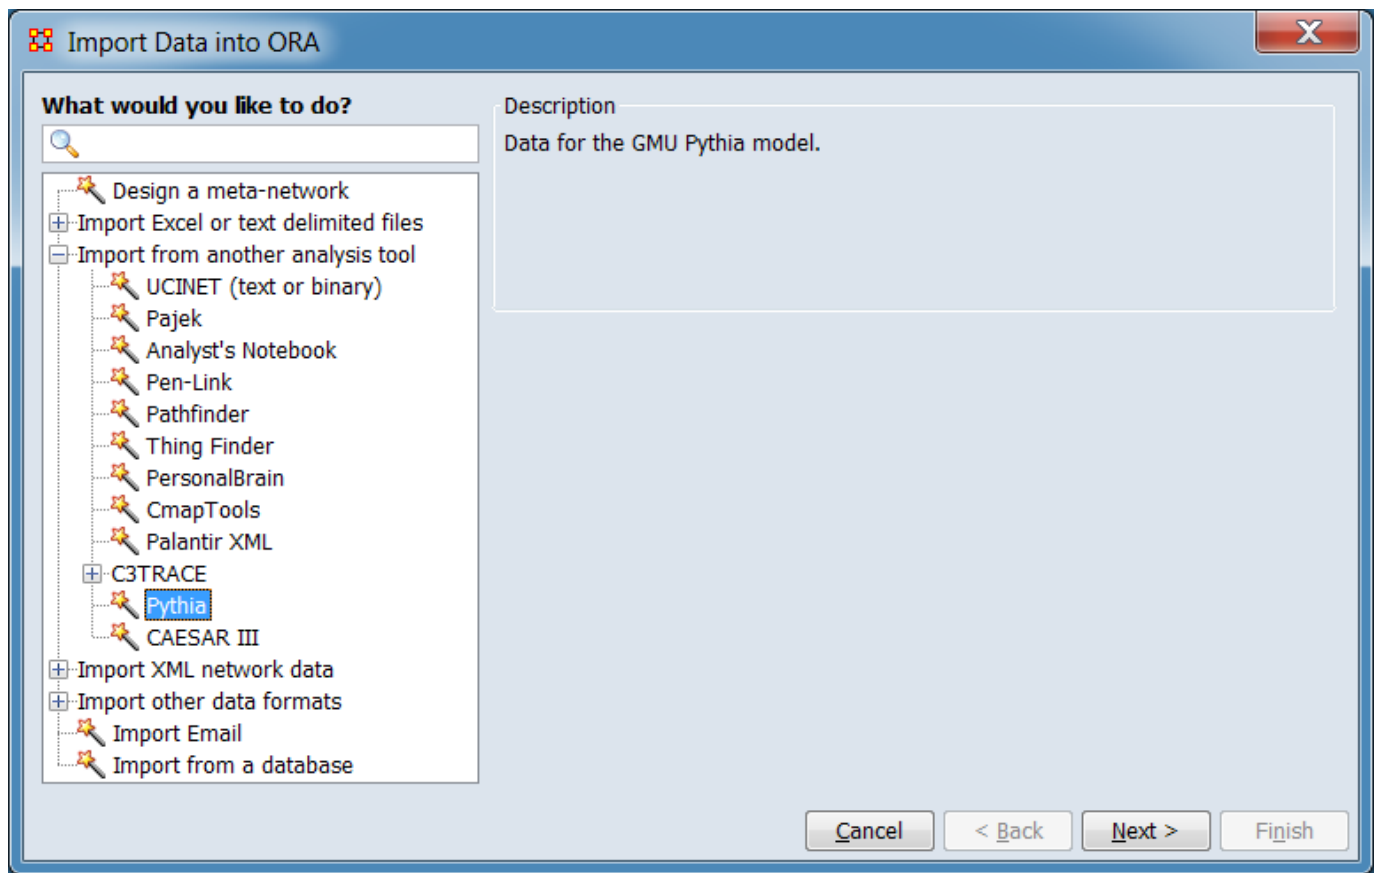 Import Data into ORA
What would you like to do?
Design a meta-network
Import Excel or text delimited files
Import from another analysis tool
UCINET (text or binary)
Pajek
Analyst's Notebook
Pen-Link
Pathfinder
Thing Finder
PersonalBrain
CmapTools
Palantir XML
C3TRACE
Pythia
CAESAR III
Import XML network data
Import other data formats
Import Email
Import from a database
Description
Data for the GMU Pythia model.
Cancel
< Back
Next >
Finish